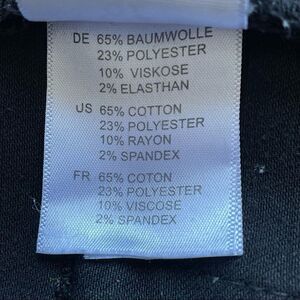 DE 65% BAUMWOLLE
23% POLYESTER
10% VISKOSE
2% ELASTHAN
US 65% COTTON
23% POLYESTER
10% RAYON
2% SPANDEX
FR 65% COTON
23% POLYESTER
10% VISCOSE
2% SPANDEX